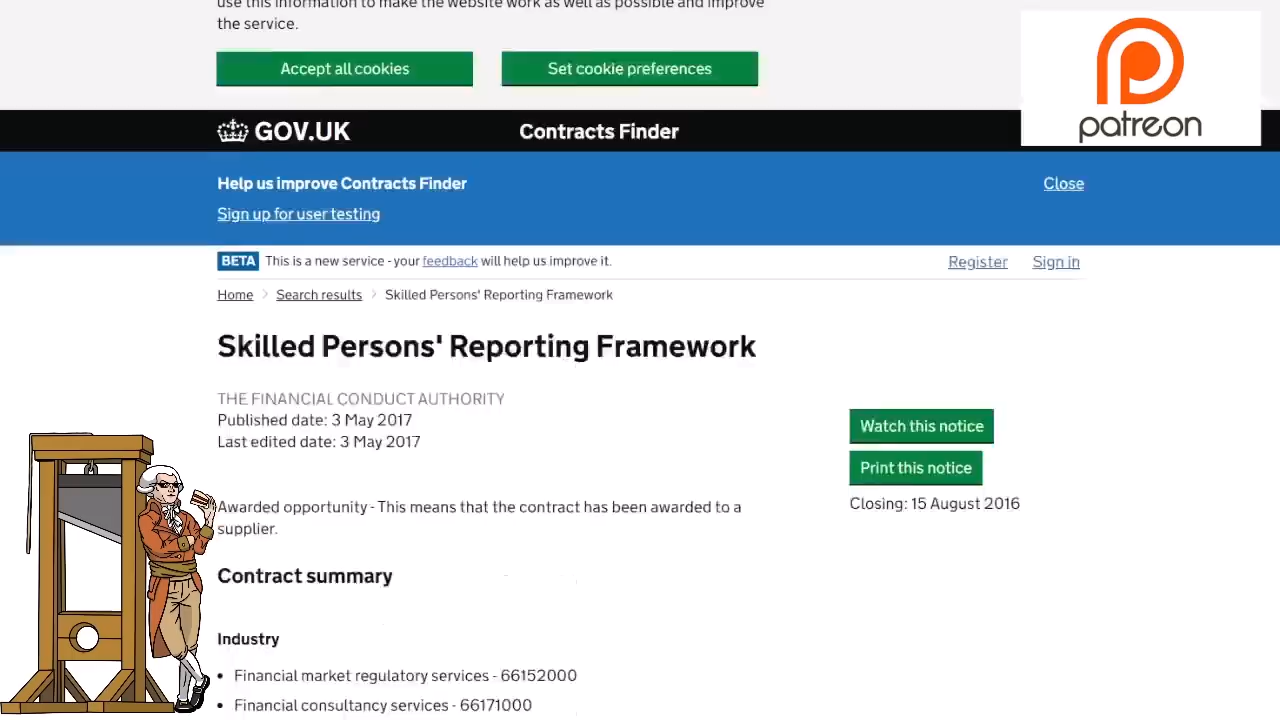 use this information to make the website work as well as possible and improve
the service.
Accept all cookies
Set cookie preferences
patreon
GOV.UK
Contracts Finder
Help us improve Contracts Finder
Close
Sign up for user testing
BETA This is a new service - your feedback will help us improve it.
Register
Sign in
Home > Search results > Skilled Persons' Reporting Framework
Skilled Persons' Reporting Framework
THE FINANCIAL CONDUCT AUTHORITY
Published date: 3 May 2017
Last edited date: 3 May 2017
Watch this notice
Print this notice
Closing: 15 August 2016
Awarded opportunity - This means that the contract has been awarded to a
supplier.
Contract summary
Industry
• Financial market regulatory services - 66152000
• Financial consultancy services - 66171000